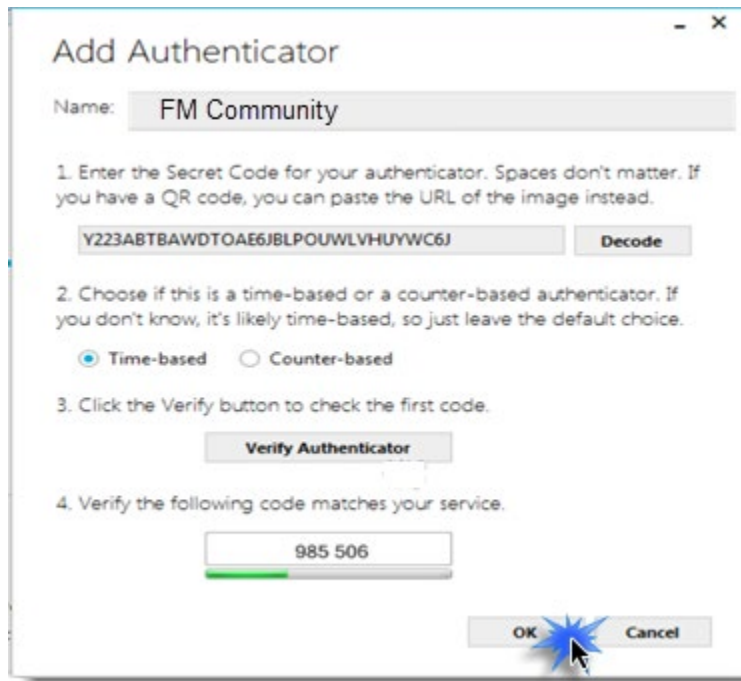 Add Authenticator
Name: FM Community
1. Enter the Secret Code for your authenticator. Spaces don't matter. If
you have a QR code, you can paste the URL of the image instead.
Y223ABTBAWDTOAE6JBLPOUWLVHUYWC6J Decode
2. Choose if this is a time-based or a counter-based authenticator. If
you don't know, it's likely time-based, so just leave the default choice.
Time-based Counter-based
3. Click the Verify button to check the first code.
Verify Authenticator
4. Verify the following code matches your service.
985 506
OK Cancel